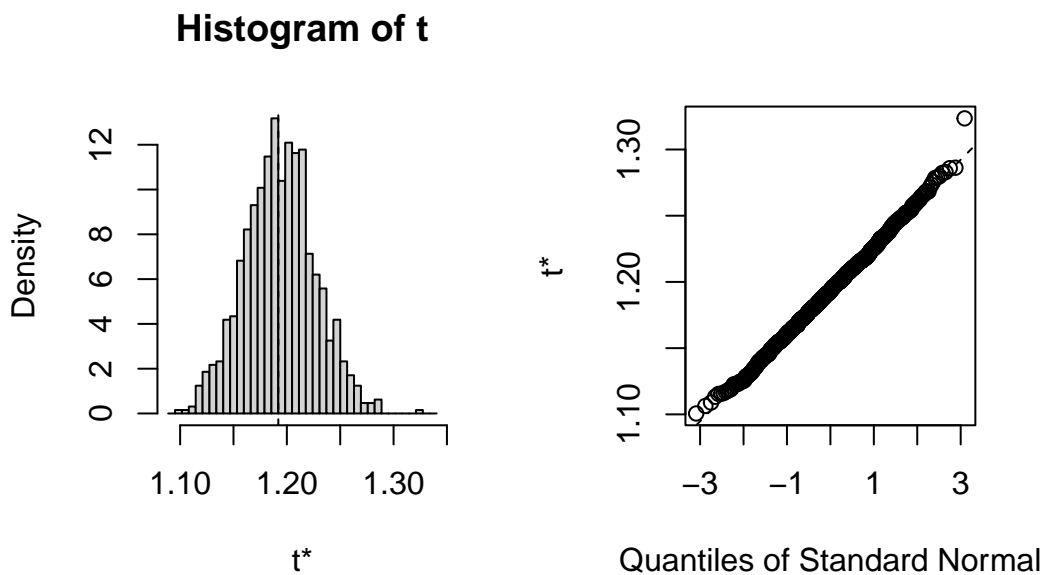 Histogram of t
Density
0 2 4 6 8 12
1.10 1.20 1.30
t*
t*
1.10 1.20 1.30
−3 −1 1 3
Quantiles of Standard Normal